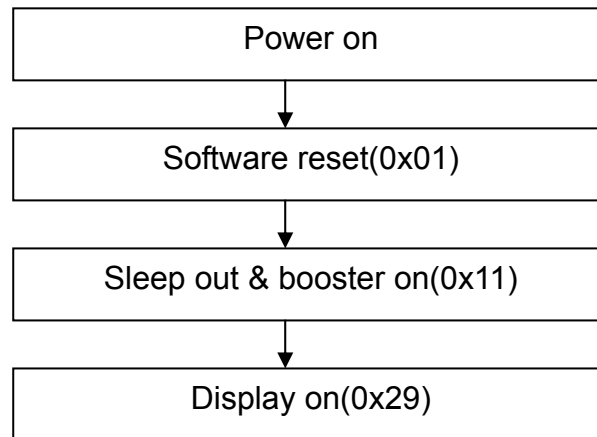 Power on
Software reset(0x01)
Sleep out & booster on(0x11)
Display on(0x29)